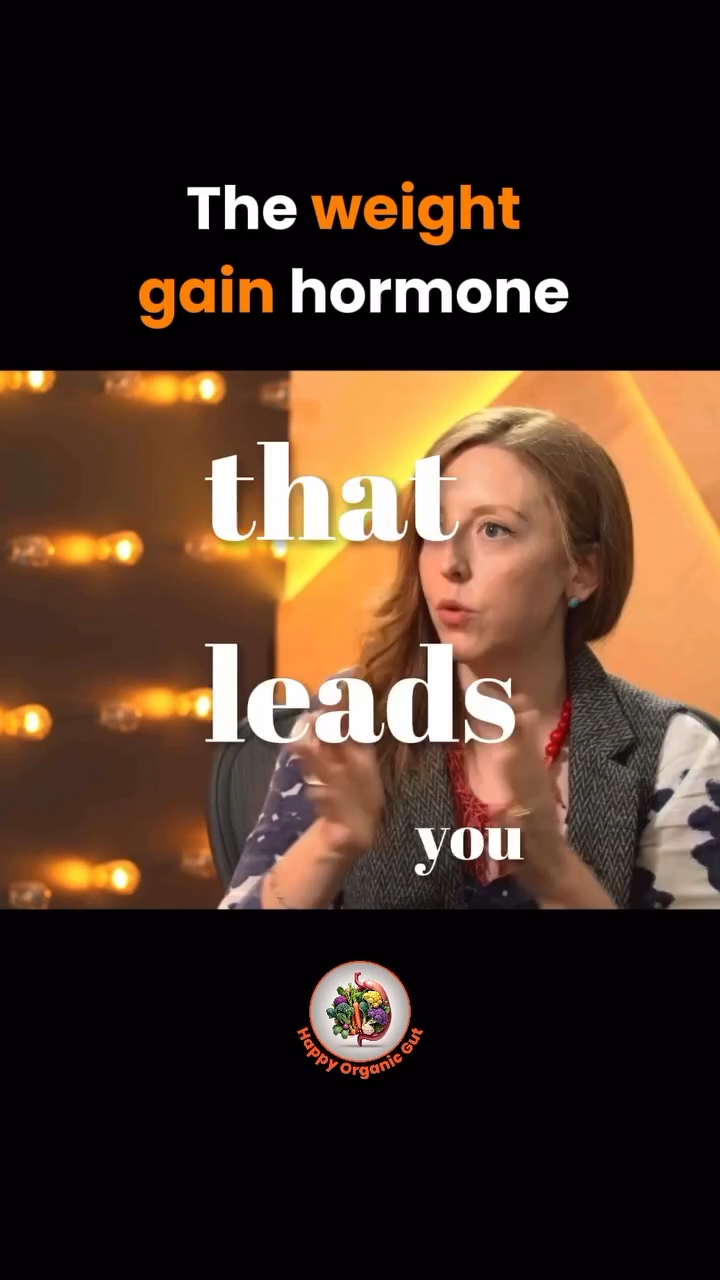 The weight
gain hormone
that
leads
you
Happy Organic Gut